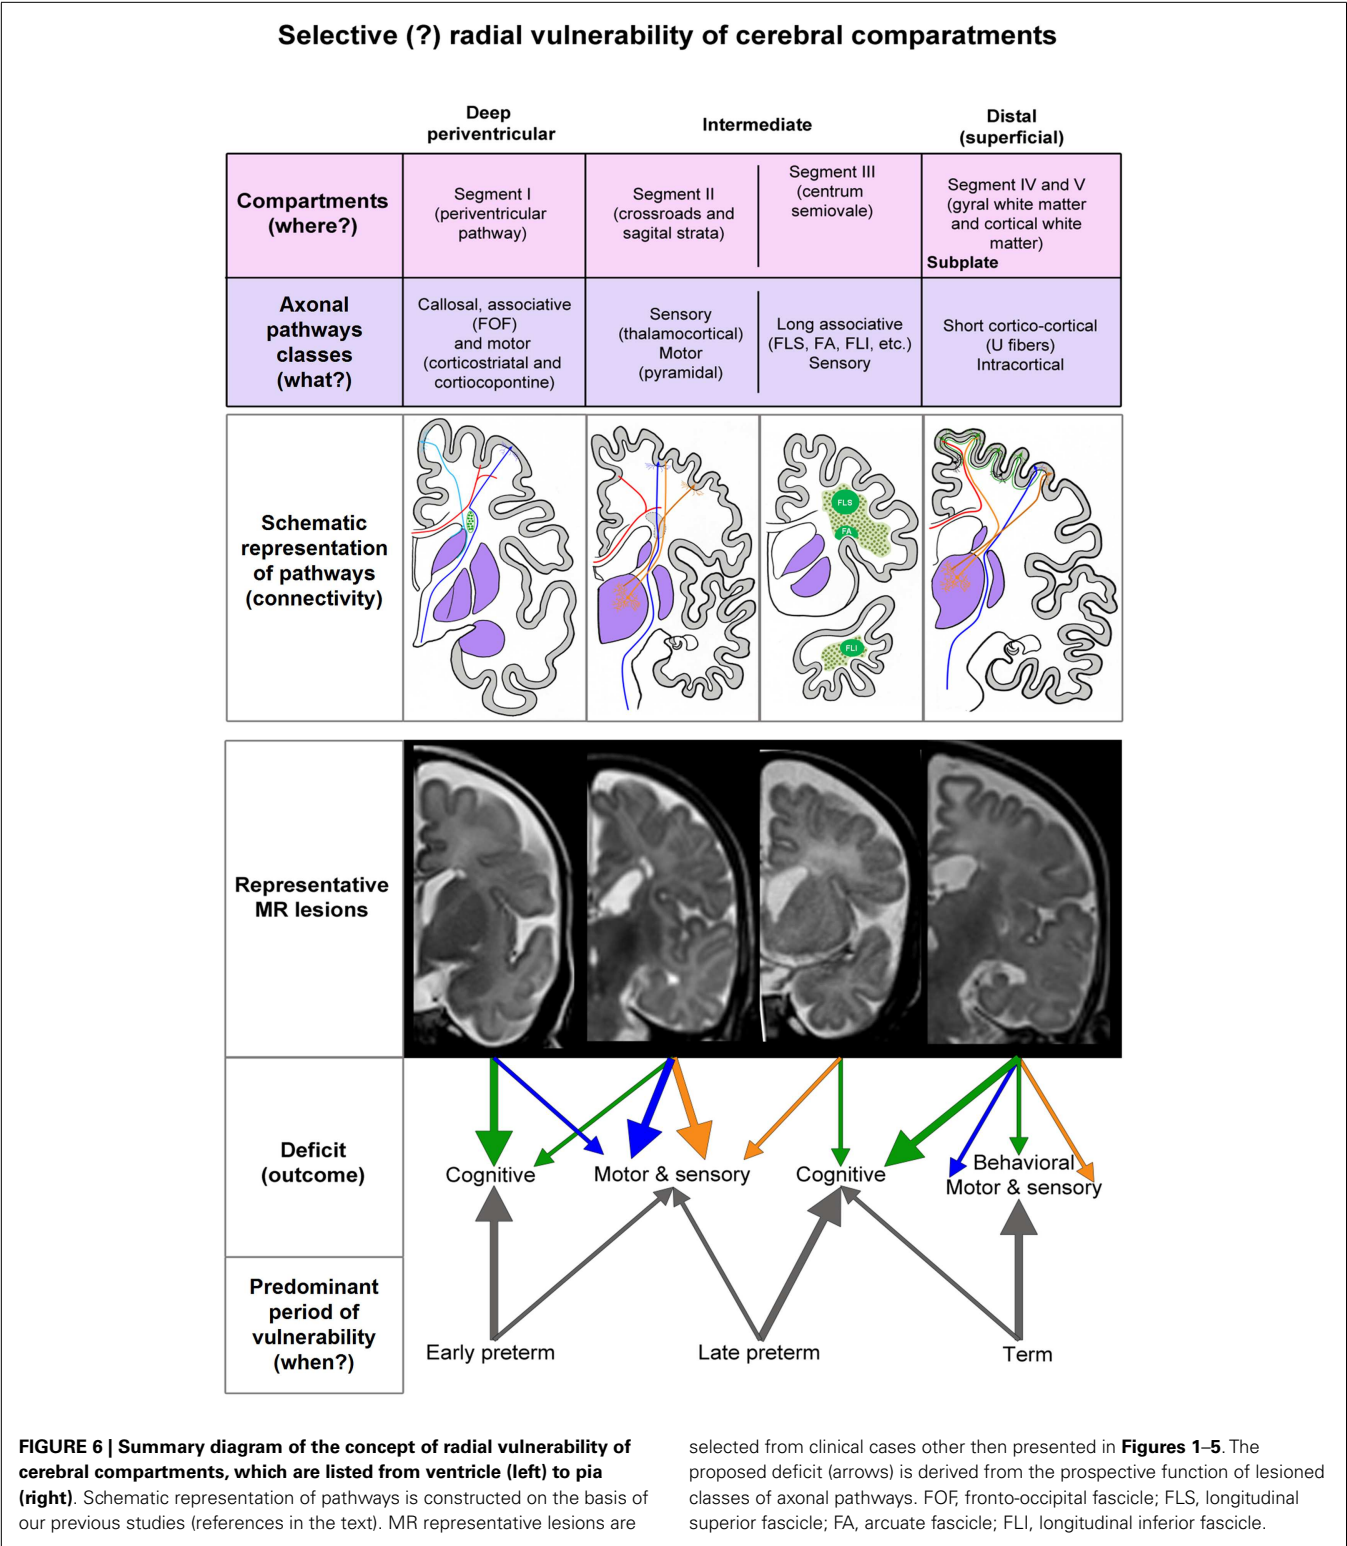 Selective (?) radial vulnerability of cerebral comparatments
Deep
periventricular
Intermediate
Distal
(superficial)
Compartments
(where?)
Segment I
(periventricular
pathway)
Segment II
(crossroads and
sagital strata)
Segment III
(centrum
semiovale)
Segment IV and V
(gyral white matter
and cortical white
matter)
Subplate
Axonal
pathways
classes
(what?)
Callosal, associative
(FOF)
and motor
(corticostriatal and
cortiocopontine)
Sensory
(thalamocortical)
Motor
(pyramidal)
Long associative
(FLS, FA, FLI, etc.)
Sensory
Short cortico-cortical
(U fibers)
Intracortical
Schematic
representation
of pathways
(connectivity)
FLS
FA
FLI
Representative
MR lesions
Deficit
(outcome)
Cognitive
Motor & sensory
Cognitive
Behavioral
Motor & sensory
Predominant
period of
vulnerability
(when?)
Early preterm
Late preterm
Term
FIGURE 6 | Summary diagram of the concept of radial vulnerability of
cerebral compartments, which are listed from ventricle (left) to pia
(right). Schematic representation of pathways is constructed on the basis of
our previous studies (references in the text). MR representative lesions are
selected from clinical cases other then presented in Figures 1–5. The
proposed deficit (arrows) is derived from the prospective function of lesioned
classes of axonal pathways. FOF, fronto-occipital fascicle; FLS, longitudinal
superior fascicle; FA, arcuate fascicle; FLI, longitudinal inferior fascicle.